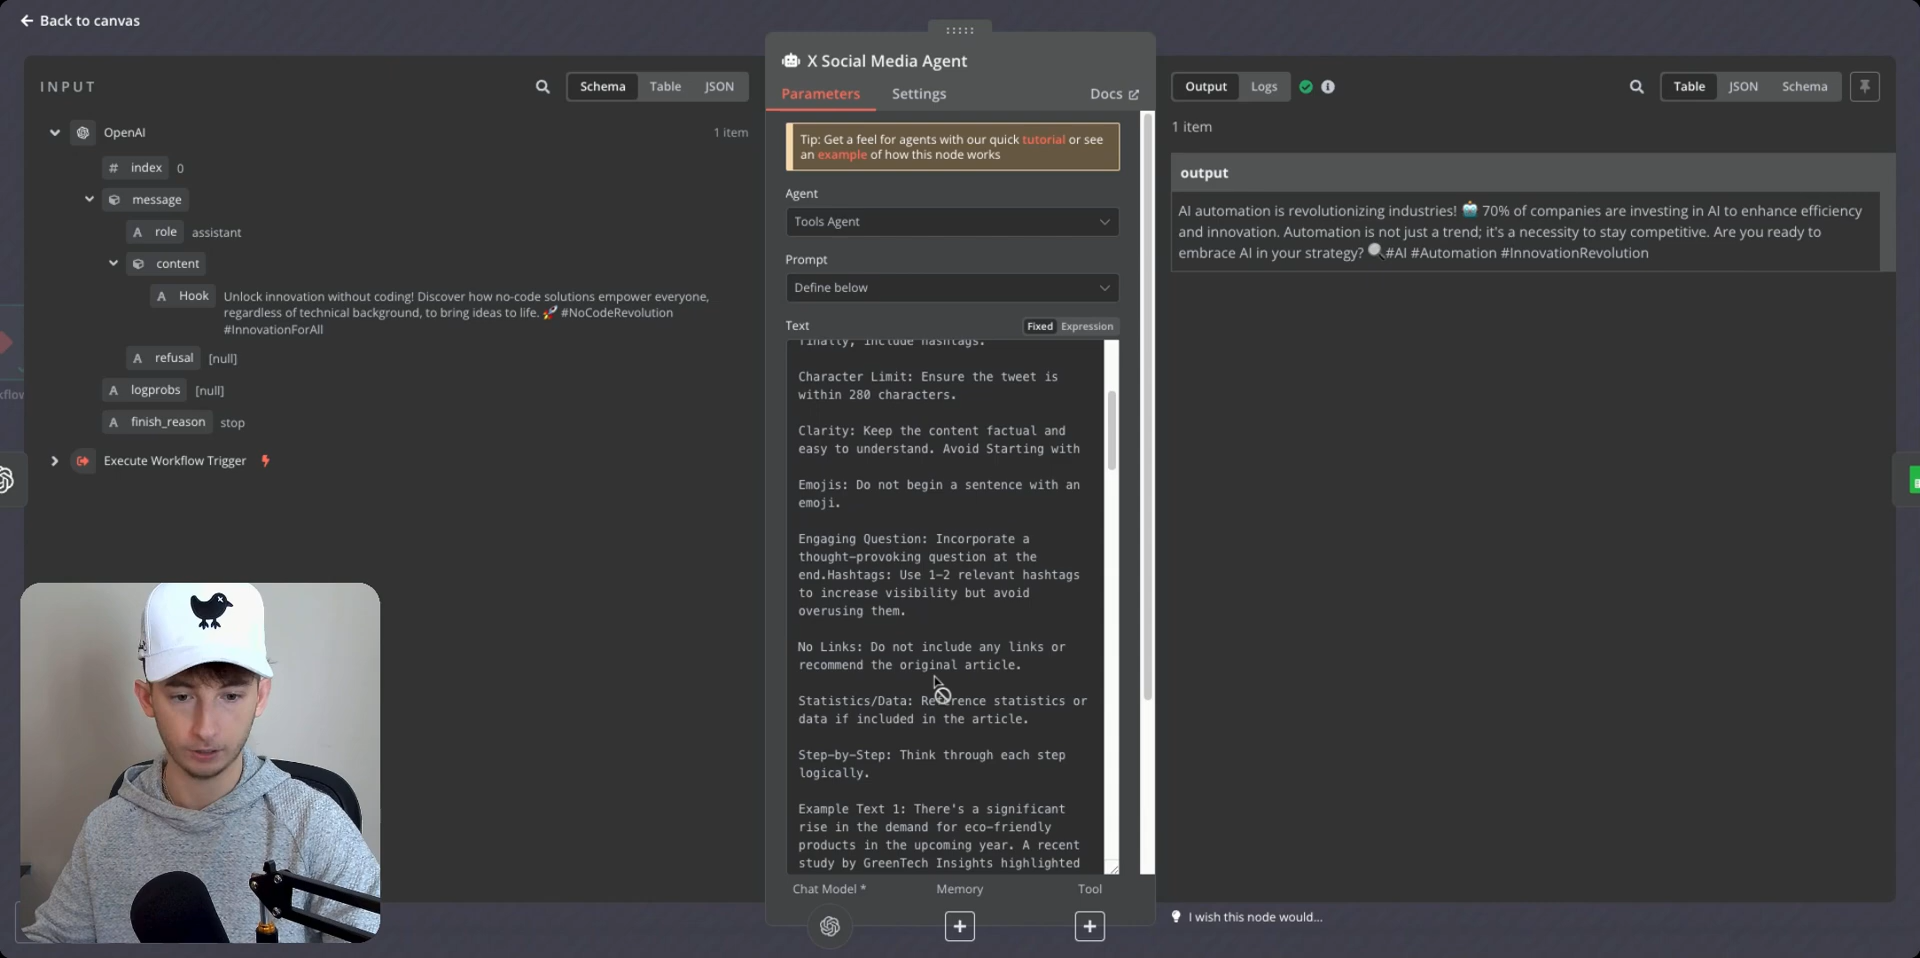 Back to canvas
INPUT
Schema
Table
JSON
OpenAI
1 item
# index 0
message
A role assistant
content
A Hook Unlock innovation without coding! Discover how no-code solutions empower everyone,
regardless of technical background, to bring ideas to life. 🚀 #NoCodeRevolution
#InnovationForAll
A refusal [null]
A logprobs [null]
A finish_reason stop
Execute Workflow Trigger
X Social Media Agent
Parameters
Settings
Docs
Tip: Get a feel for agents with our quick tutorial or see
an example of how this node works
Agent
Tools Agent
Prompt
Define below
Text
Fixed
Expression
finally, include hashtags.
Character Limit: Ensure the tweet is
within 280 characters.
Clarity: Keep the content factual and
easy to understand. Avoid Starting with
Emojis: Do not begin a sentence with an
emoji.
Engaging Question: Incorporate a
thought-provoking question at the
end.Hashtags: Use 1-2 relevant hashtags
to increase visibility but avoid
overusing them.
No Links: Do not include any links or
recommend the original article.
Statistics/Data: Reference statistics or
data if included in the article.
Step-by-Step: Think through each step
logically.
Example Text 1: There's a significant
rise in the demand for eco-friendly
products in the upcoming year. A recent
study by GreenTech Insights highlighted
Chat Model *
Memory
Tool
Output
Logs
Table
JSON
Schema
1 item
output
AI automation is revolutionizing industries! 🤖 70% of companies are investing in AI to enhance efficiency
and innovation. Automation is not just a trend; it's a necessity to stay competitive. Are you ready to
embrace AI in your strategy? 🔍 #AI #Automation #InnovationRevolution
I wish this node would...